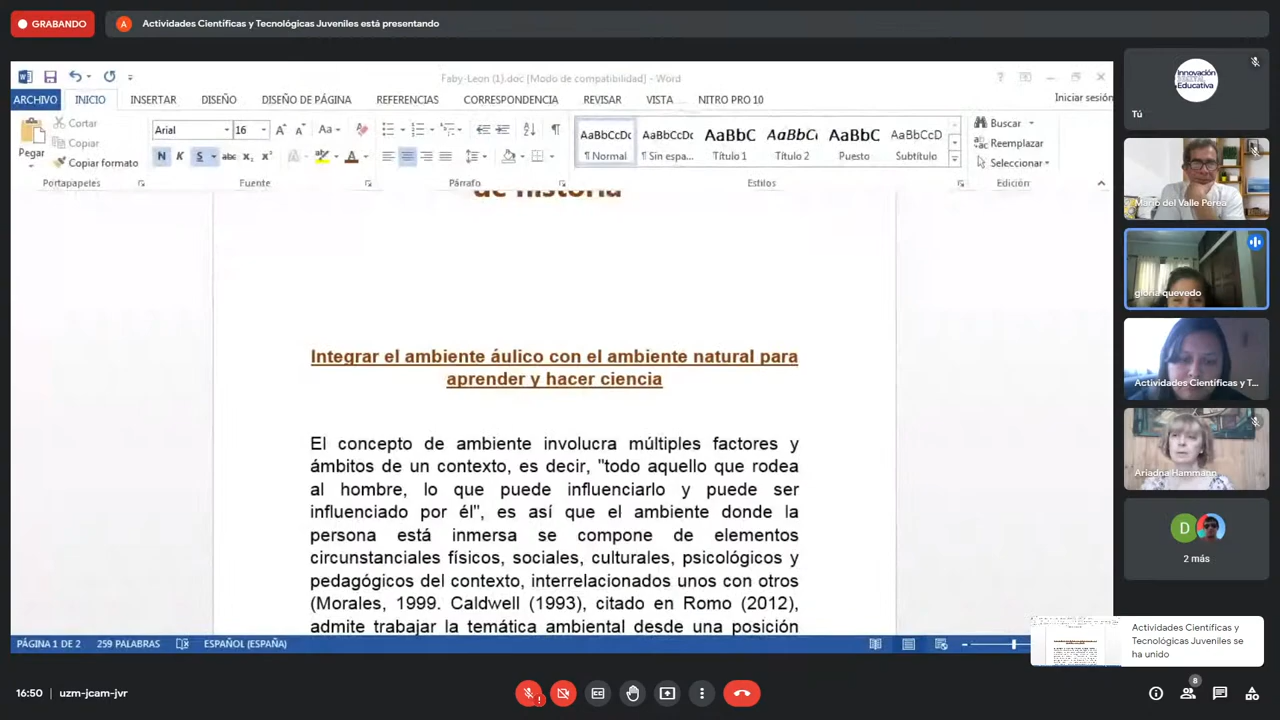 GRABANDO
A
Actividades Científicas y Tecnológicas Juveniles está presentando
Faby-Leon (1).doc [Modo de compatibilidad] - Word
ARCHIVO INICIO INSERTAR DISEÑO DISEÑO DE PÁGINA REFERENCIAS CORRESPONDENCIA REVISAR VISTA NITRO PRO 10
Iniciar sesión
Pegar
Cortar
Copiar
Copiar formato
Portapapeles
Arial 16
N K S abc x₂ x²
Fuente
Párrafo
AaBbCcDc AaBbCcDc AaBbC AaBbCc AaBbC AaBbCcD
¶ Normal ¶ Sin espa... Título 1 Título 2 Puesto Subtítulo
Estilos
Buscar
Reemplazar
Seleccionar
Edición
de historia
Integrar el ambiente áulico con el ambiente natural para
aprender y hacer ciencia
El concepto de ambiente involucra múltiples factores y
ámbitos de un contexto, es decir, "todo aquello que rodea
al hombre, lo que puede influenciarlo y puede ser
influenciado por él", es así que el ambiente donde la
persona está inmersa se compone de elementos
circunstanciales físicos, sociales, culturales, psicológicos y
pedagógicos del contexto, interrelacionados unos con otros
(Morales, 1999. Caldwell (1993), citado en Romo (2012),
admite trabajar la temática ambiental desde una posición
PÁGINA 1 DE 2 259 PALABRAS ESPAÑOL (ESPAÑA)
Innovación
Educativa
Tú
Mario del Valle Perea
gloria quevedo
Actividades Científicas y T...
Ariadna Hammann
D
2 más
Actividades Científicas y
Tecnológicas Juveniles se
ha unido
16:50 uzm-jcam-jvr
8